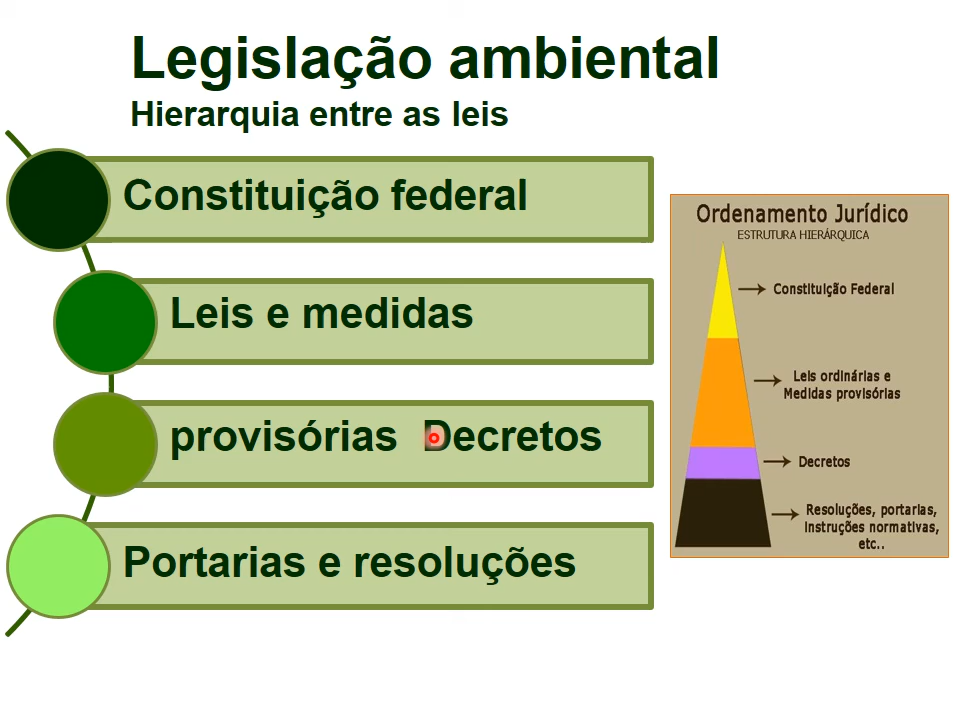 Legislação ambiental
Hierarquia entre as leis
Constituição federal
Leis e medidas
provisórias Decretos
Portarias e resoluções
Ordenamento Jurídico
ESTRUTURA HIERÁRQUICA
Constituição Federal
Leis ordinárias e
Medidas provisórias
Decretos
Resoluções, portarias,
instruções normativas,
etc..